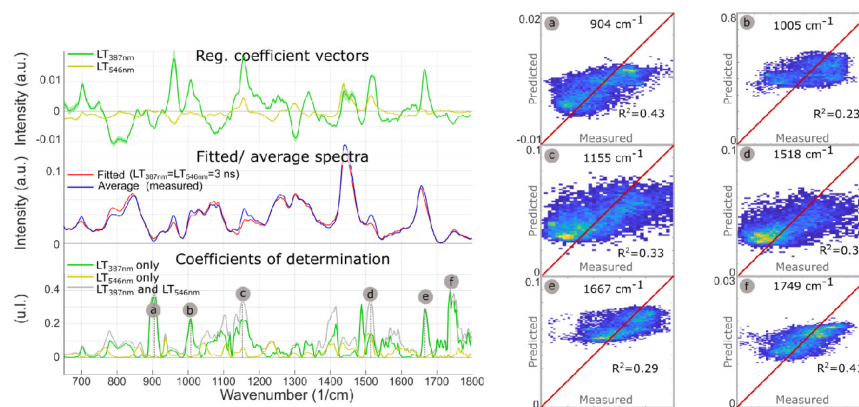 Reg. coefficient vectors
LT387nm
LT546nm
Intensity (a.u.)
0.01
0
-0.01
Fitted/ average spectra
Fitted (LT387nm=LT546nm=3 ns)
Average (measured)
Intensity (a.u.)
0.1
0
Coefficients of determination
LT387nm only
LT546nm only
LT387nm and LT546nm
(u.l.)
0.4
0.2
0
a
b
c
d
e
f
700 900 1000 1100 1200 1300 1400 1500 1600 1700 1800
Wavenumber (1/cm)
a
904 cm⁻¹
0.02
-0.01
Predicted
Measured
R²=0.43
b
1005 cm⁻¹
0.8
0
Predicted
Measured
R²=0.23
c
1155 cm⁻¹
0.1
0
Predicted
Measured
R²=0.33
d
1518 cm⁻¹
0.1
0
Predicted
Measured
e
1667 cm⁻¹
0.1
0
Predicted
Measured
R²=0.29
f
1749 cm⁻¹
0.03
0
Predicted
Measured